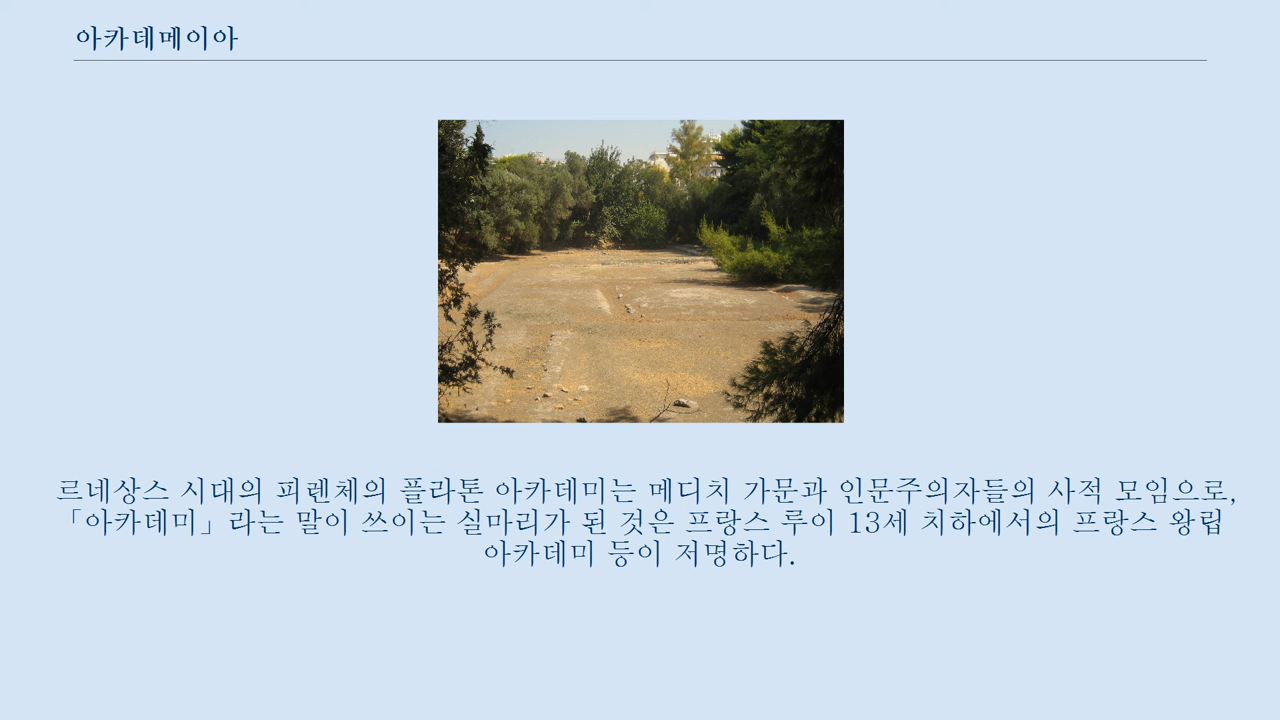 아카데메이아
르네상스 시대의 피렌체의 플라톤 아카데미는 메디치 가문과 인문주의자들의 사적 모임으로,
「아카데미」라는 말이 쓰이는 실마리가 된 것은 프랑스 루이 13세 치하에서의 프랑스 왕립
아카데미 등이 저명하다.